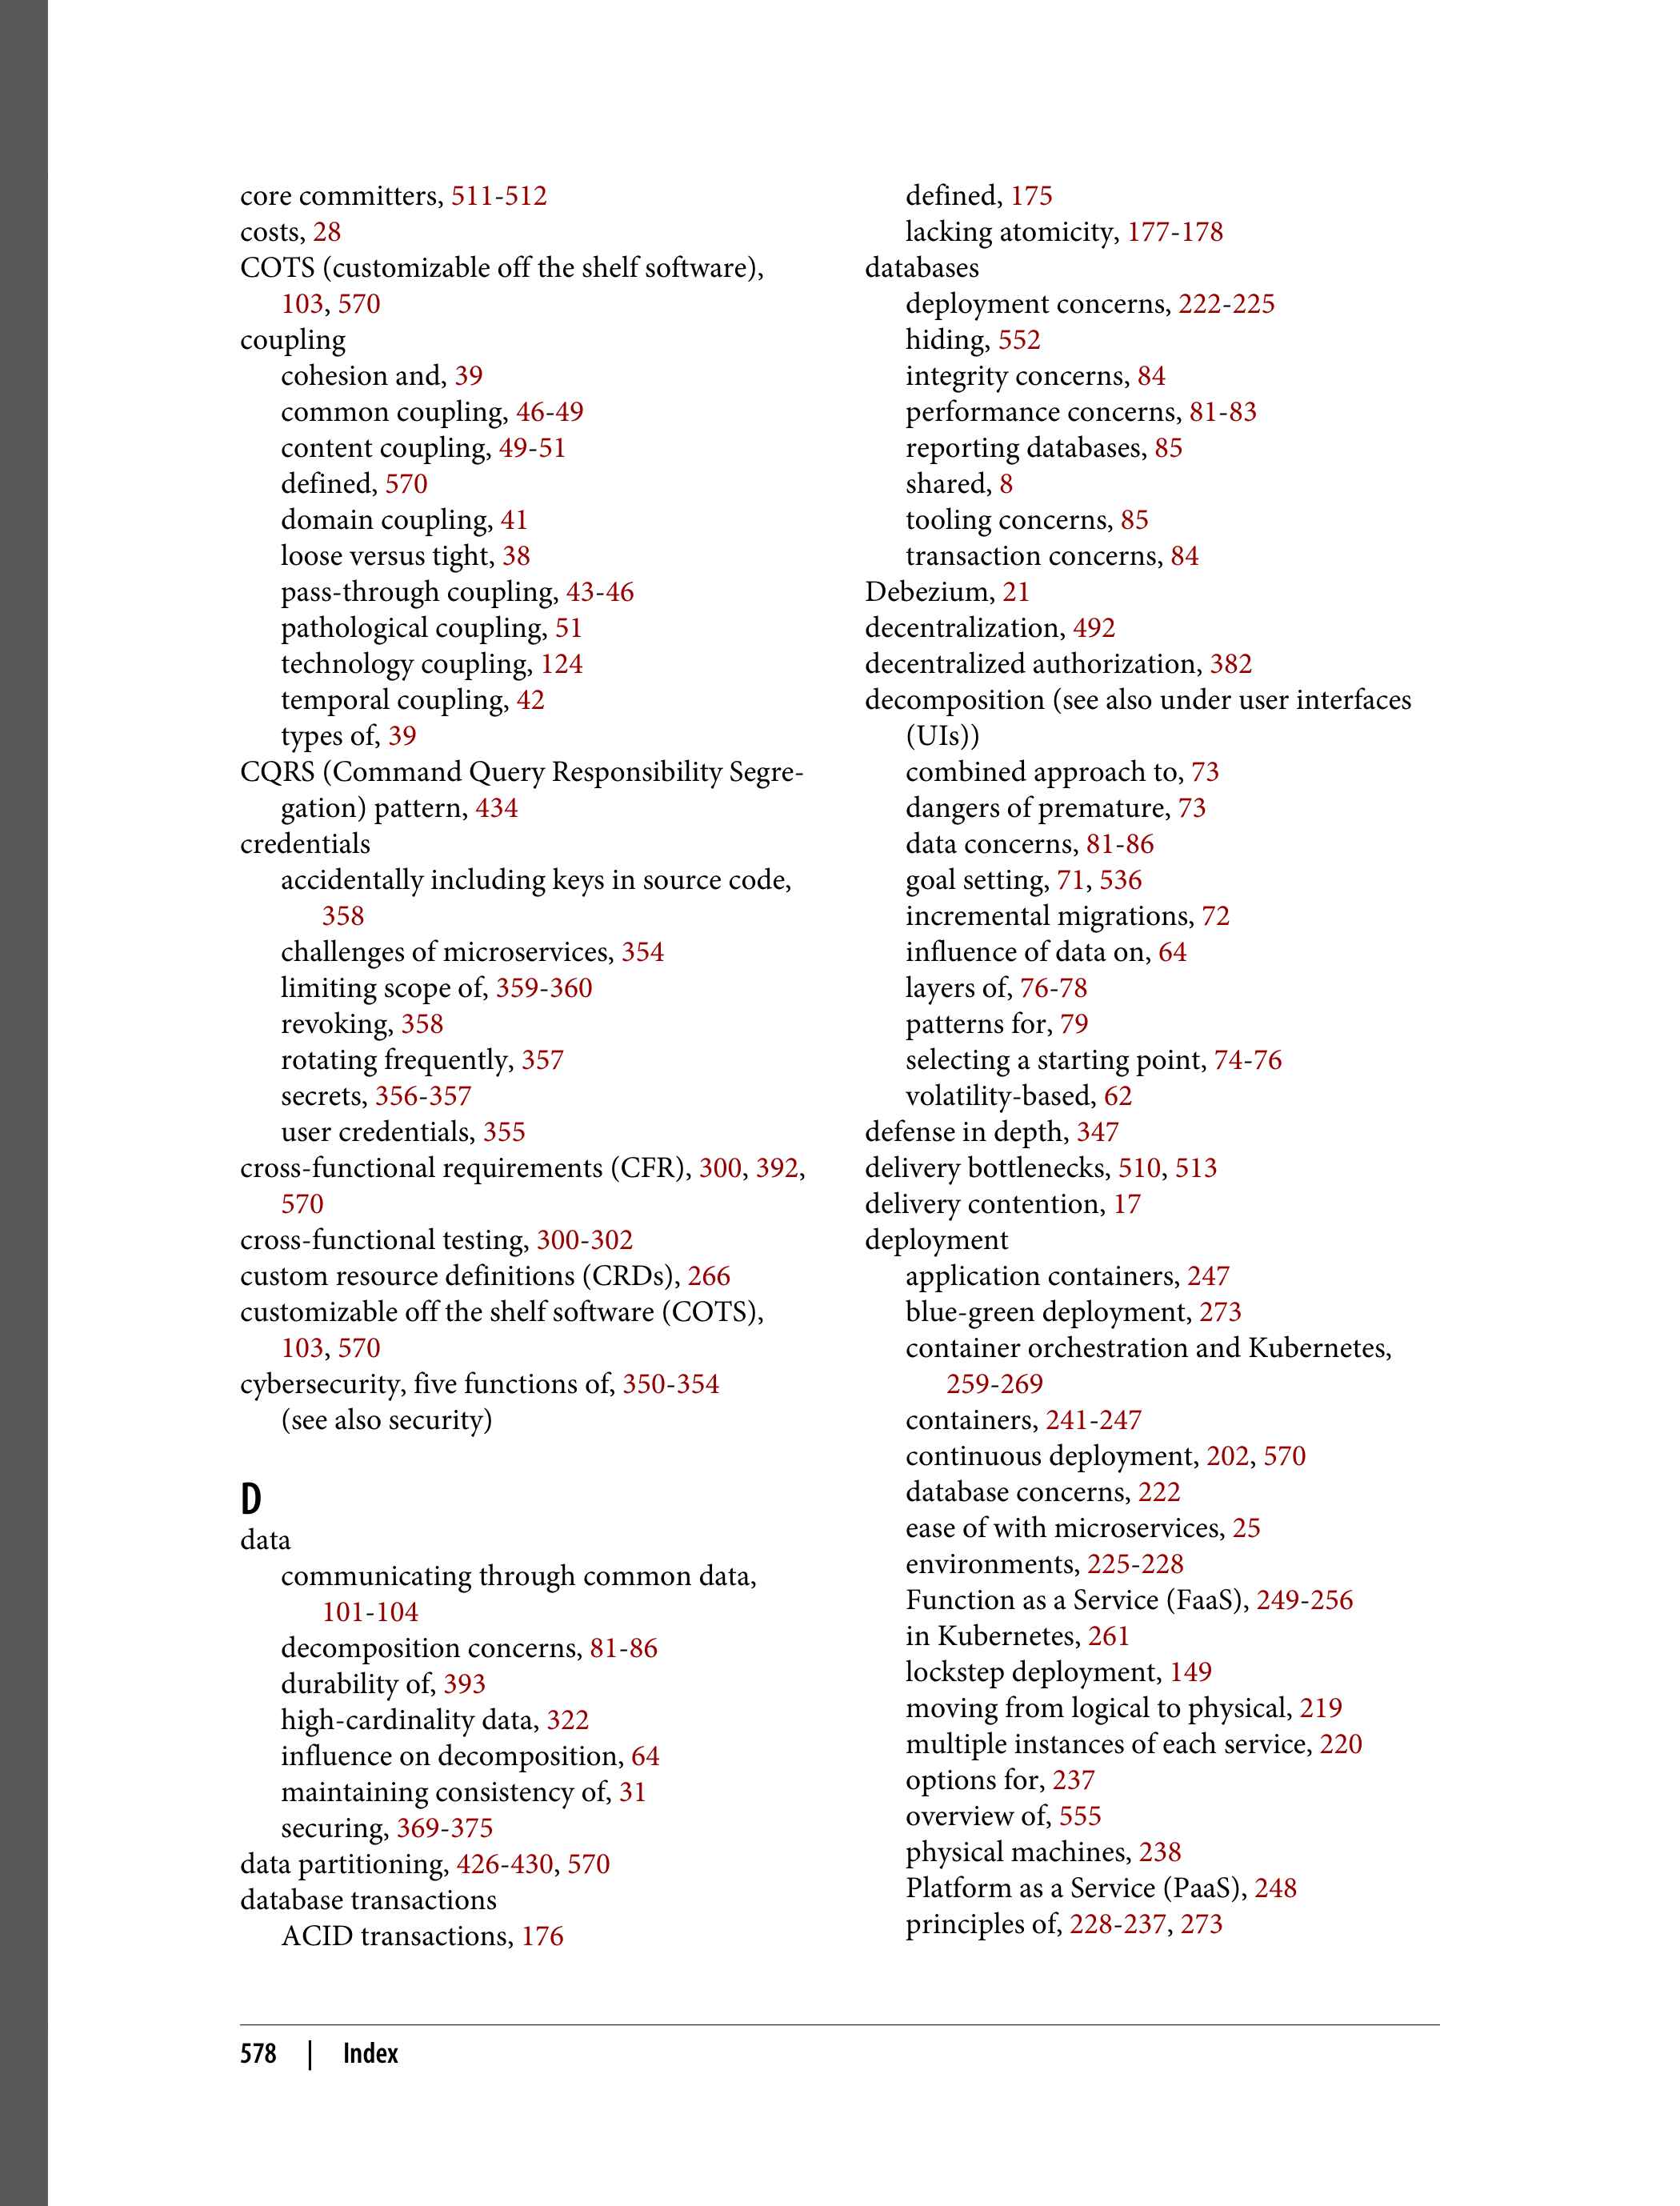 core committers, 511-512
costs, 28
COTS (customizable off the shelf software),
103, 570
coupling
cohesion and, 39
common coupling, 46-49
content coupling, 49-51
defined, 570
domain coupling, 41
loose versus tight, 38
pass-through coupling, 43-46
pathological coupling, 51
technology coupling, 124
temporal coupling, 42
types of, 39
CQRS (Command Query Responsibility Segre-
gation) pattern, 434
credentials
accidentally including keys in source code,
358
challenges of microservices, 354
limiting scope of, 359-360
revoking, 358
rotating frequently, 357
secrets, 356-357
user credentials, 355
cross-functional requirements (CFR), 300, 392,
570
cross-functional testing, 300-302
custom resource definitions (CRDs), 266
customizable off the shelf software (COTS),
103, 570
cybersecurity, five functions of, 350-354
(see also security)
D
data
communicating through common data,
101-104
decomposition concerns, 81-86
durability of, 393
high-cardinality data, 322
influence on decomposition, 64
maintaining consistency of, 31
securing, 369-375
data partitioning, 426-430, 570
database transactions
ACID transactions, 176
defined, 175
lacking atomicity, 177-178
databases
deployment concerns, 222-225
hiding, 552
integrity concerns, 84
performance concerns, 81-83
reporting databases, 85
shared, 8
tooling concerns, 85
transaction concerns, 84
Debezium, 21
decentralization, 492
decentralized authorization, 382
decomposition (see also under user interfaces
(UIs))
combined approach to, 73
dangers of premature, 73
data concerns, 81-86
goal setting, 71, 536
incremental migrations, 72
influence of data on, 64
layers of, 76-78
patterns for, 79
selecting a starting point, 74-76
volatility-based, 62
defense in depth, 347
delivery bottlenecks, 510, 513
delivery contention, 17
deployment
application containers, 247
blue-green deployment, 273
container orchestration and Kubernetes,
259-269
containers, 241-247
continuous deployment, 202, 570
database concerns, 222
ease of with microservices, 25
environments, 225-228
Function as a Service (FaaS), 249-256
in Kubernetes, 261
lockstep deployment, 149
moving from logical to physical, 219
multiple instances of each service, 220
options for, 237
overview of, 555
physical machines, 238
Platform as a Service (PaaS), 248
principles of, 228-237, 273
578 | Index